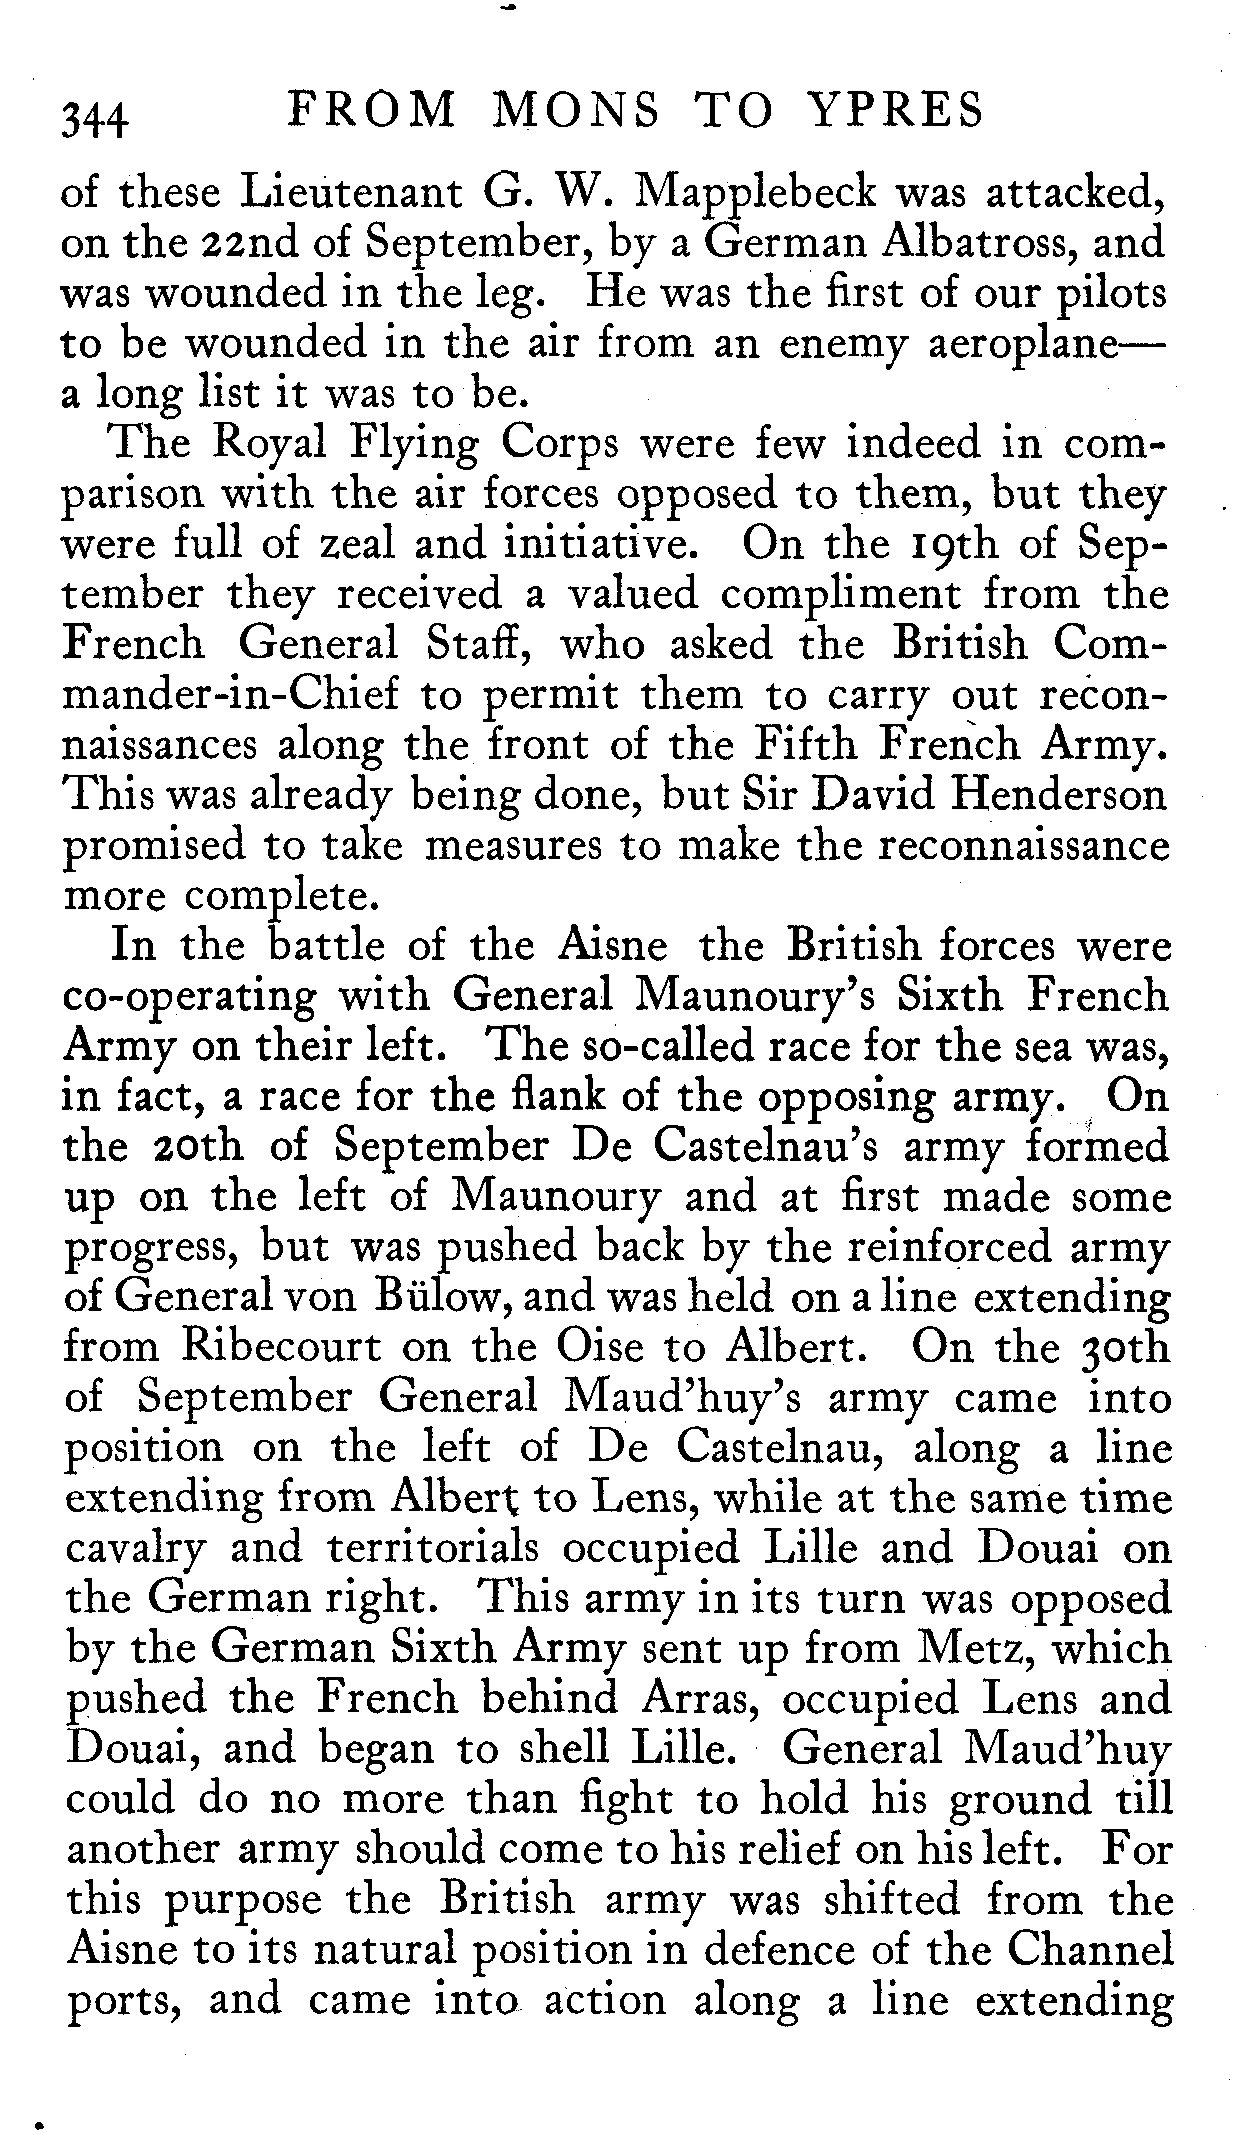 344 FROM MONS TO YPRES
of these Lieutenant G. W. Mapplebeck was attacked,
on the 22nd of September, by a German Albatross, and
was wounded in the leg. He was the first of our pilots
to be wounded in the air from an enemy aeroplane—
a long list it was to be.
The Royal Flying Corps were few indeed in com-
parison with the air forces opposed to them, but they
were full of zeal and initiative. On the 19th of Sep-
tember they received a valued compliment from the
French General Staff, who asked the British Com-
mander-in-Chief to permit them to carry out recon-
naissances along the front of the Fifth French Army.
This was already being done, but Sir David Henderson
promised to take measures to make the reconnaissance
more complete.
In the battle of the Aisne the British forces were
co-operating with General Maunoury's Sixth French
Army on their left. The so-called race for the sea was,
in fact, a race for the flank of the opposing army. On
the 20th of September De Castelnau's army formed
up on the left of Maunoury and at first made some
progress, but was pushed back by the reinforced army
of General von Bülow, and was held on a line extending
from Ribecourt on the Oise to Albert. On the 30th
of September General Maud'huy's army came into
position on the left of De Castelnau, along a line
extending from Albert to Lens, while at the same time
cavalry and territorials occupied Lille and Douai on
the German right. This army in its turn was opposed
by the German Sixth Army sent up from Metz, which
pushed the French behind Arras, occupied Lens and
Douai, and began to shell Lille. General Maud'huy
could do no more than fight to hold his ground till
another army should come to his relief on his left. For
this purpose the British army was shifted from the
Aisne to its natural position in defence of the Channel
ports, and came into action along a line extending